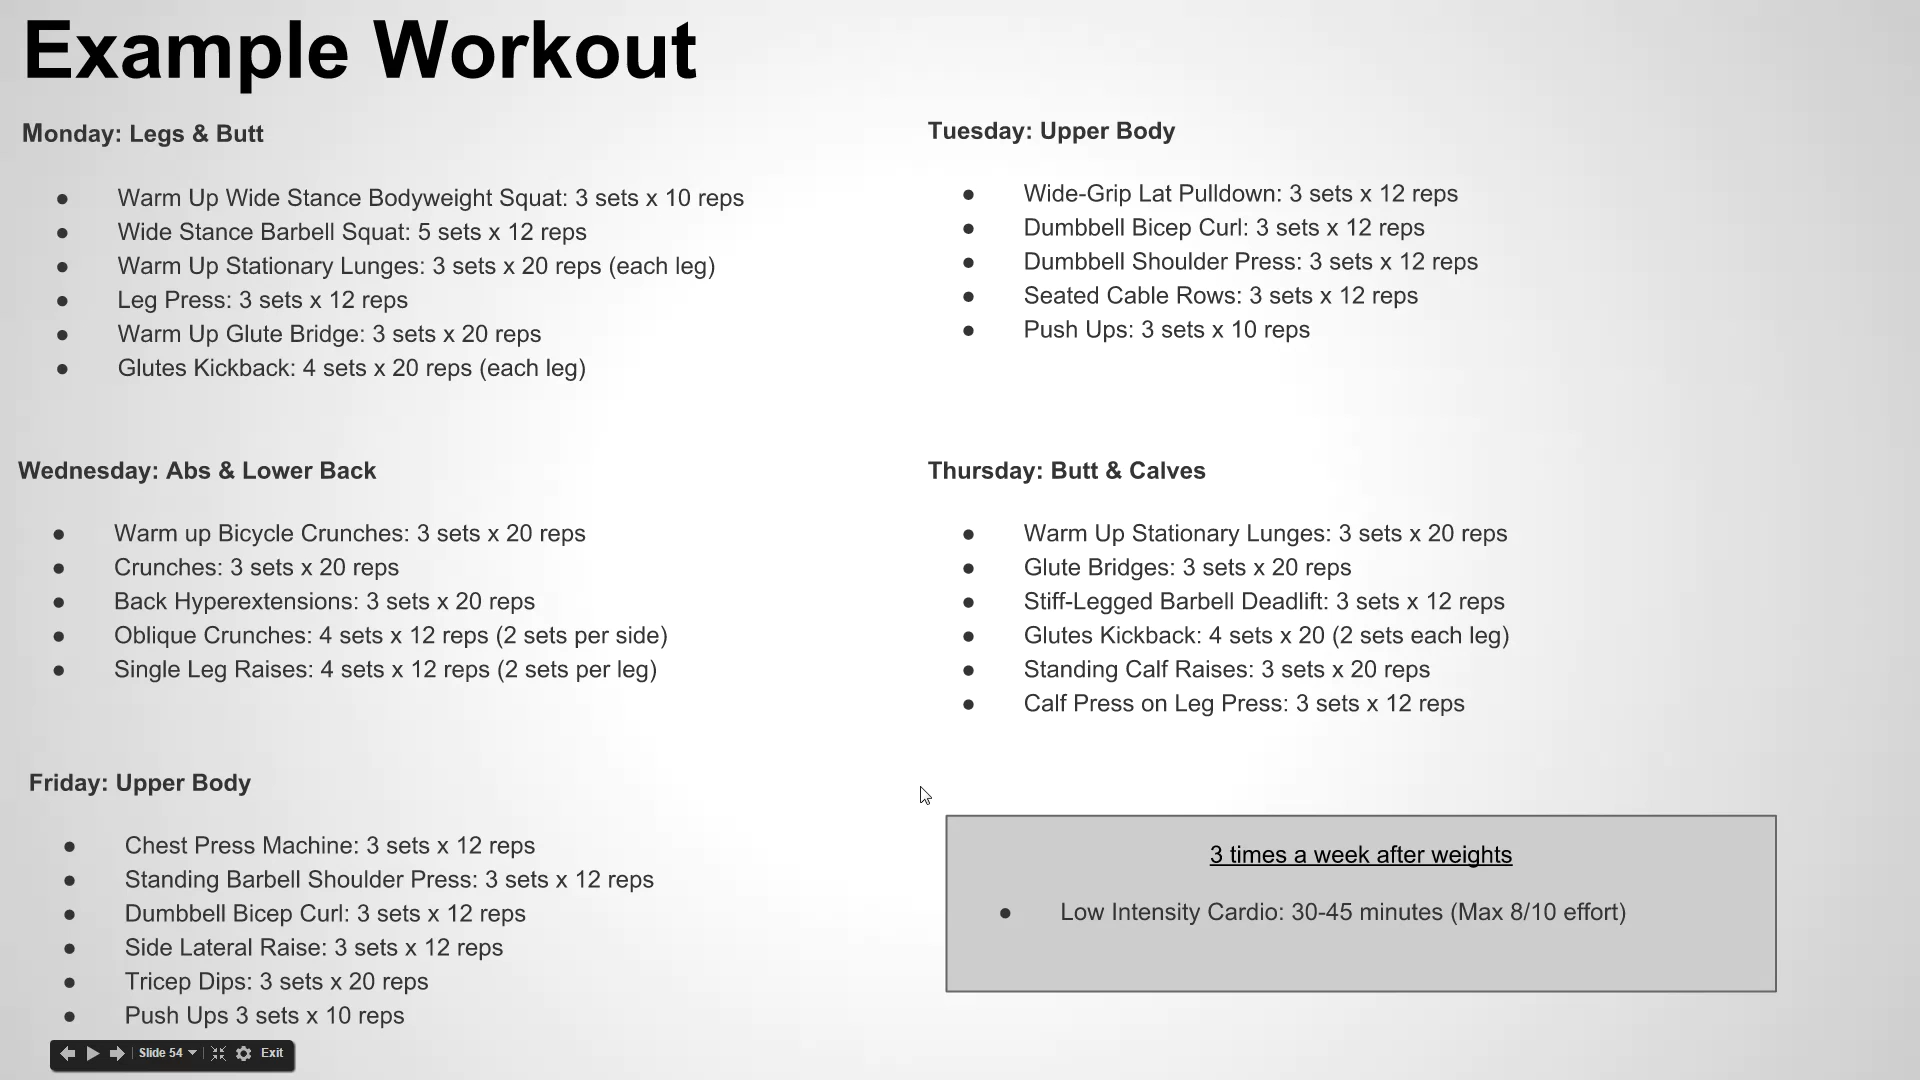 Example Workout
Monday: Legs & Butt
● Warm Up Wide Stance Bodyweight Squat: 3 sets x 10 reps
● Wide Stance Barbell Squat: 5 sets x 12 reps
● Warm Up Stationary Lunges: 3 sets x 20 reps (each leg)
● Leg Press: 3 sets x 12 reps
● Warm Up Glute Bridge: 3 sets x 20 reps
● Glutes Kickback: 4 sets x 20 reps (each leg)
Tuesday: Upper Body
● Wide-Grip Lat Pulldown: 3 sets x 12 reps
● Dumbbell Bicep Curl: 3 sets x 12 reps
● Dumbbell Shoulder Press: 3 sets x 12 reps
● Seated Cable Rows: 3 sets x 12 reps
● Push Ups: 3 sets x 10 reps
Wednesday: Abs & Lower Back
● Warm up Bicycle Crunches: 3 sets x 20 reps
● Crunches: 3 sets x 20 reps
● Back Hyperextensions: 3 sets x 20 reps
● Oblique Crunches: 4 sets x 12 reps (2 sets per side)
● Single Leg Raises: 4 sets x 12 reps (2 sets per leg)
Thursday: Butt & Calves
● Warm Up Stationary Lunges: 3 sets x 20 reps
● Glute Bridges: 3 sets x 20 reps
● Stiff-Legged Barbell Deadlift: 3 sets x 12 reps
● Glutes Kickback: 4 sets x 20 (2 sets each leg)
● Standing Calf Raises: 3 sets x 20 reps
● Calf Press on Leg Press: 3 sets x 12 reps
Friday: Upper Body
● Chest Press Machine: 3 sets x 12 reps
● Standing Barbell Shoulder Press: 3 sets x 12 reps
● Dumbbell Bicep Curl: 3 sets x 12 reps
● Side Lateral Raise: 3 sets x 12 reps
● Tricep Dips: 3 sets x 20 reps
● Push Ups 3 sets x 10 reps
3 times a week after weights
● Low Intensity Cardio: 30-45 minutes (Max 8/10 effort)
Slide 54 Exit